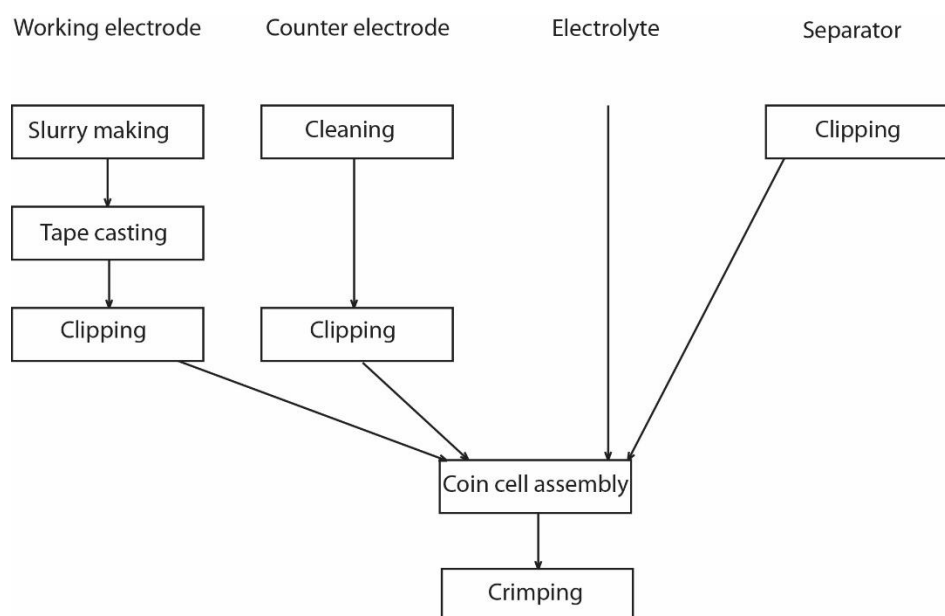 Working electrode
Counter electrode
Electrolyte
Separator
Slurry making
Cleaning
Clipping
Tape casting
Clipping
Clipping
Coin cell assembly
Crimping